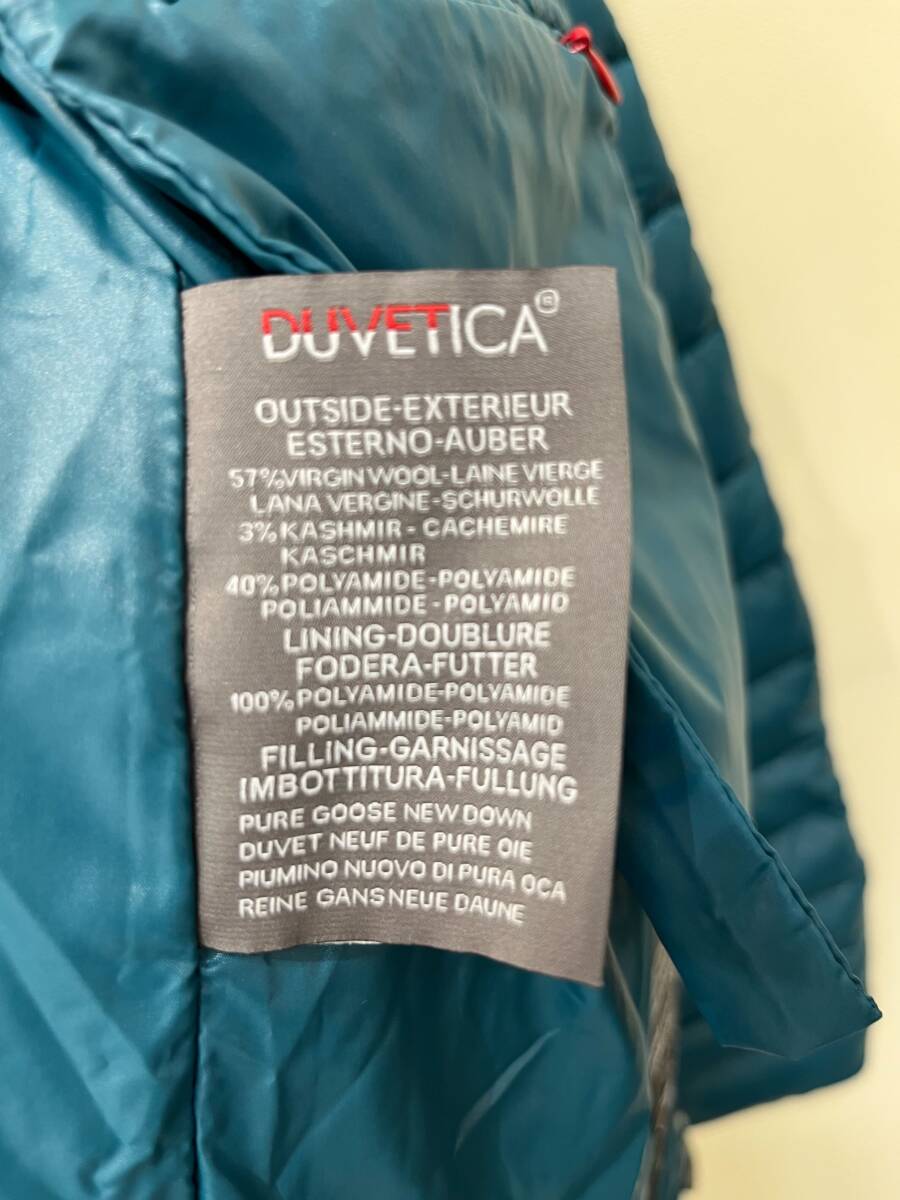 DUVETICA®
OUTSIDE-EXTERIEUR
ESTERNO-AUBER
57%VIRGIN WOOL-LAINE VIERGE
LANA VERGINE-SCHURWOLLE
3%KASHMIR-CACHEMIRE
KASCHMIR
40%POLYAMIDE-POLYAMIDE
POLIAMMIDE-POLYAMID
LINING-DOUBLURE
FODERA-FUTTER
100%POLYAMIDE-POLYAMIDE
POLIAMMIDE-POLYAMID
FILLING-GARNISSAGE
IMBOTTITURA-FULLUNG
PURE GOOSE NEW DOWN
DUVET NEUF DE PURE OIE
PIUMINO NUOVO DI PURA OCA
REINE GANS NEUE DAUNE